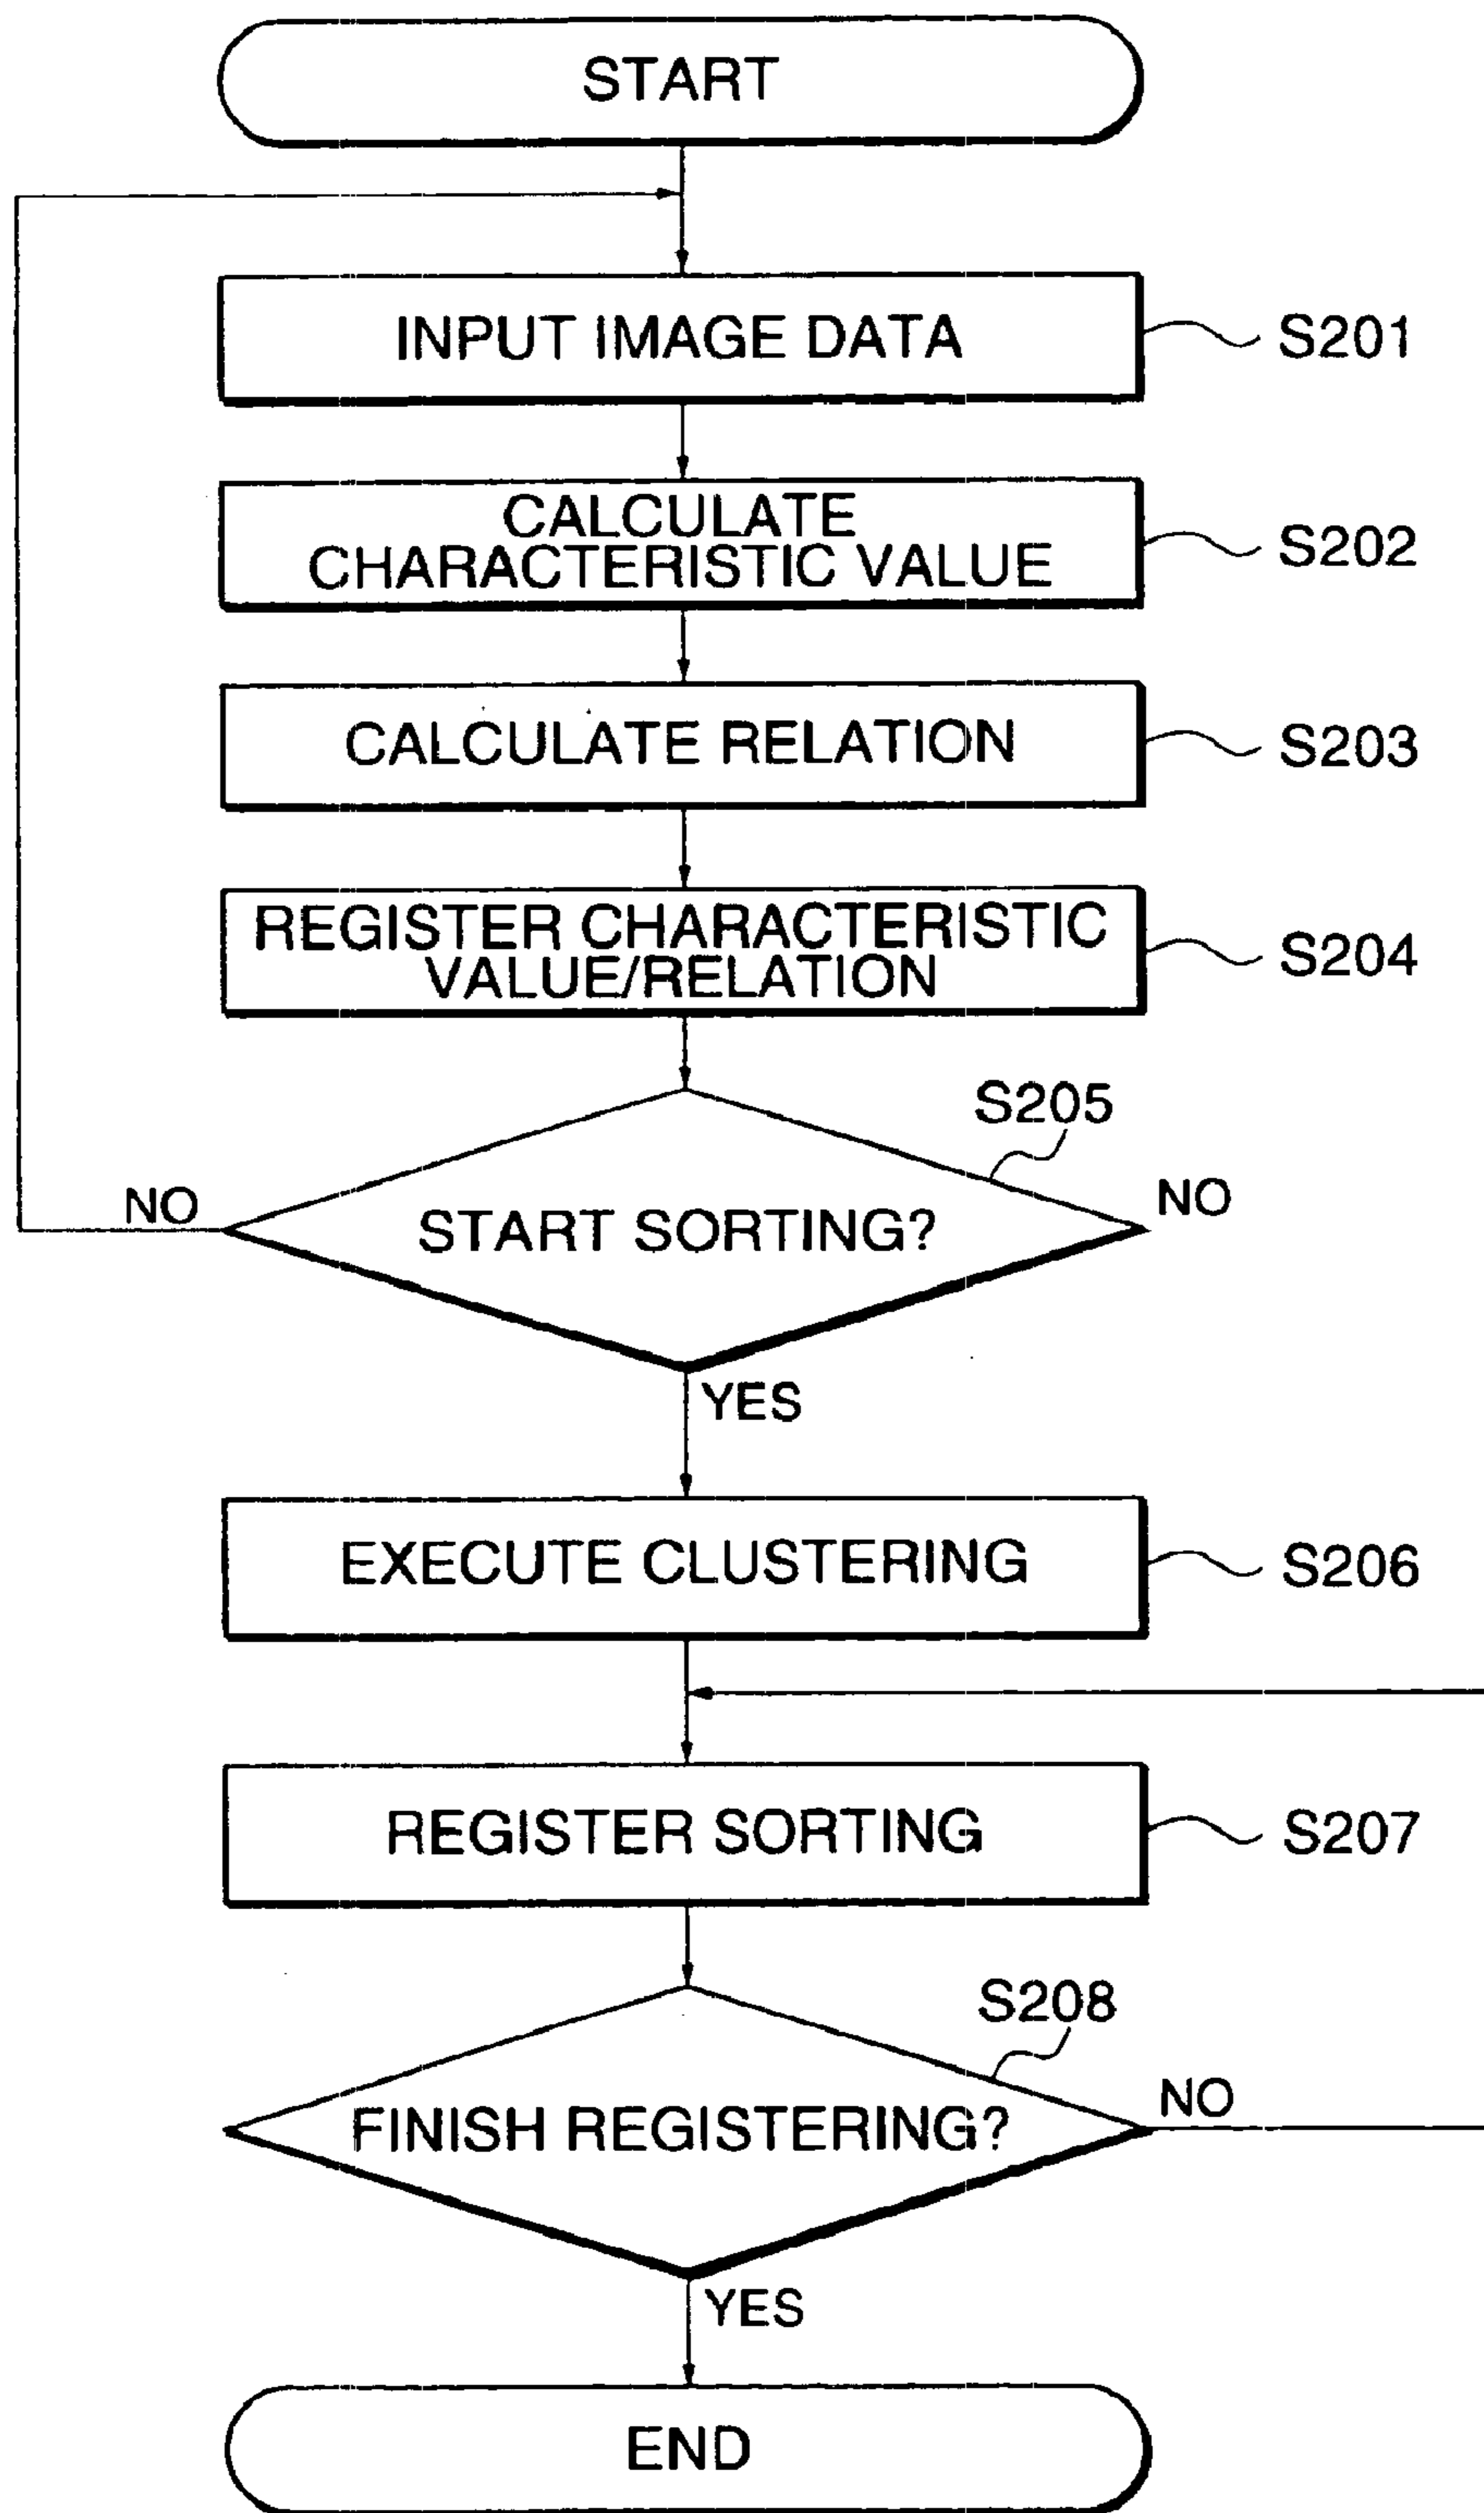 START
INPUT IMAGE DATA
S201
CALCULATE
CHARACTERISTIC VALUE
S202
CALCULATE RELATION
S203
REGISTER CHARACTERISTIC
VALUE/RELATION
S204
S205
NO
START SORTING?
NO
YES
EXECUTE CLUSTERING
S206
REGISTER SORTING
S207
S208
FINISH REGISTERING?
NO
YES
END